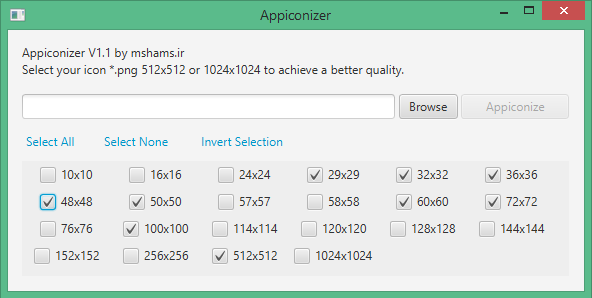 Appiconizer
Appiconizer V1.1 by mshams.ir
Select your icon *.png 512x512 or 1024x1024 to achieve a better quality.
Browse Appiconize
Select All Select None Invert Selection
10x10 16x16 24x24 29x29 32x32 36x36
48x48 50x50 57x57 58x58 60x60 72x72
76x76 100x100 114x114 120x120 128x128 144x144
152x152 256x256 512x512 1024x1024